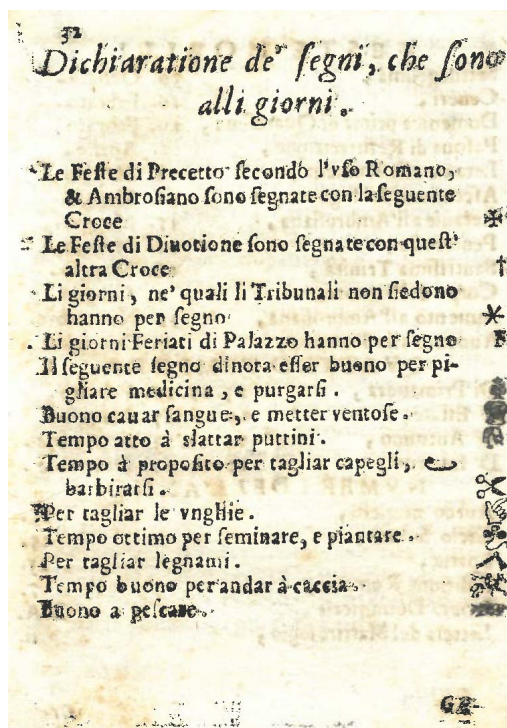 32
Dichiaratione de' segni, che sono
alli giorni.
Le Feste di Precetto secondo l'vso Romano,
& Ambrosiano sono segnate con la seguente
Croce ✠
Le Feste di Diuotione sono segnate con quest'
altra Croce †
Li giorni, ne' quali li Tribunali non siedono
hanno per segno *
Li giorni Feriati di Palazzo hanno per segno F
Il seguente segno dinota esser buono per pi-
gliare medicina, e purgarsi.
Buono cauar sangue, e metter ventose.
Tempo atto à slattar puttini.
Tempo à proposito per tagliar capegli, e
barbirarsi.
Per tagliar le vnghie.
Tempo ottimo per seminare, e piantare.
Per tagliar legnami.
Tempo buono per andar à caccia.
Buono a pescare.
GE-